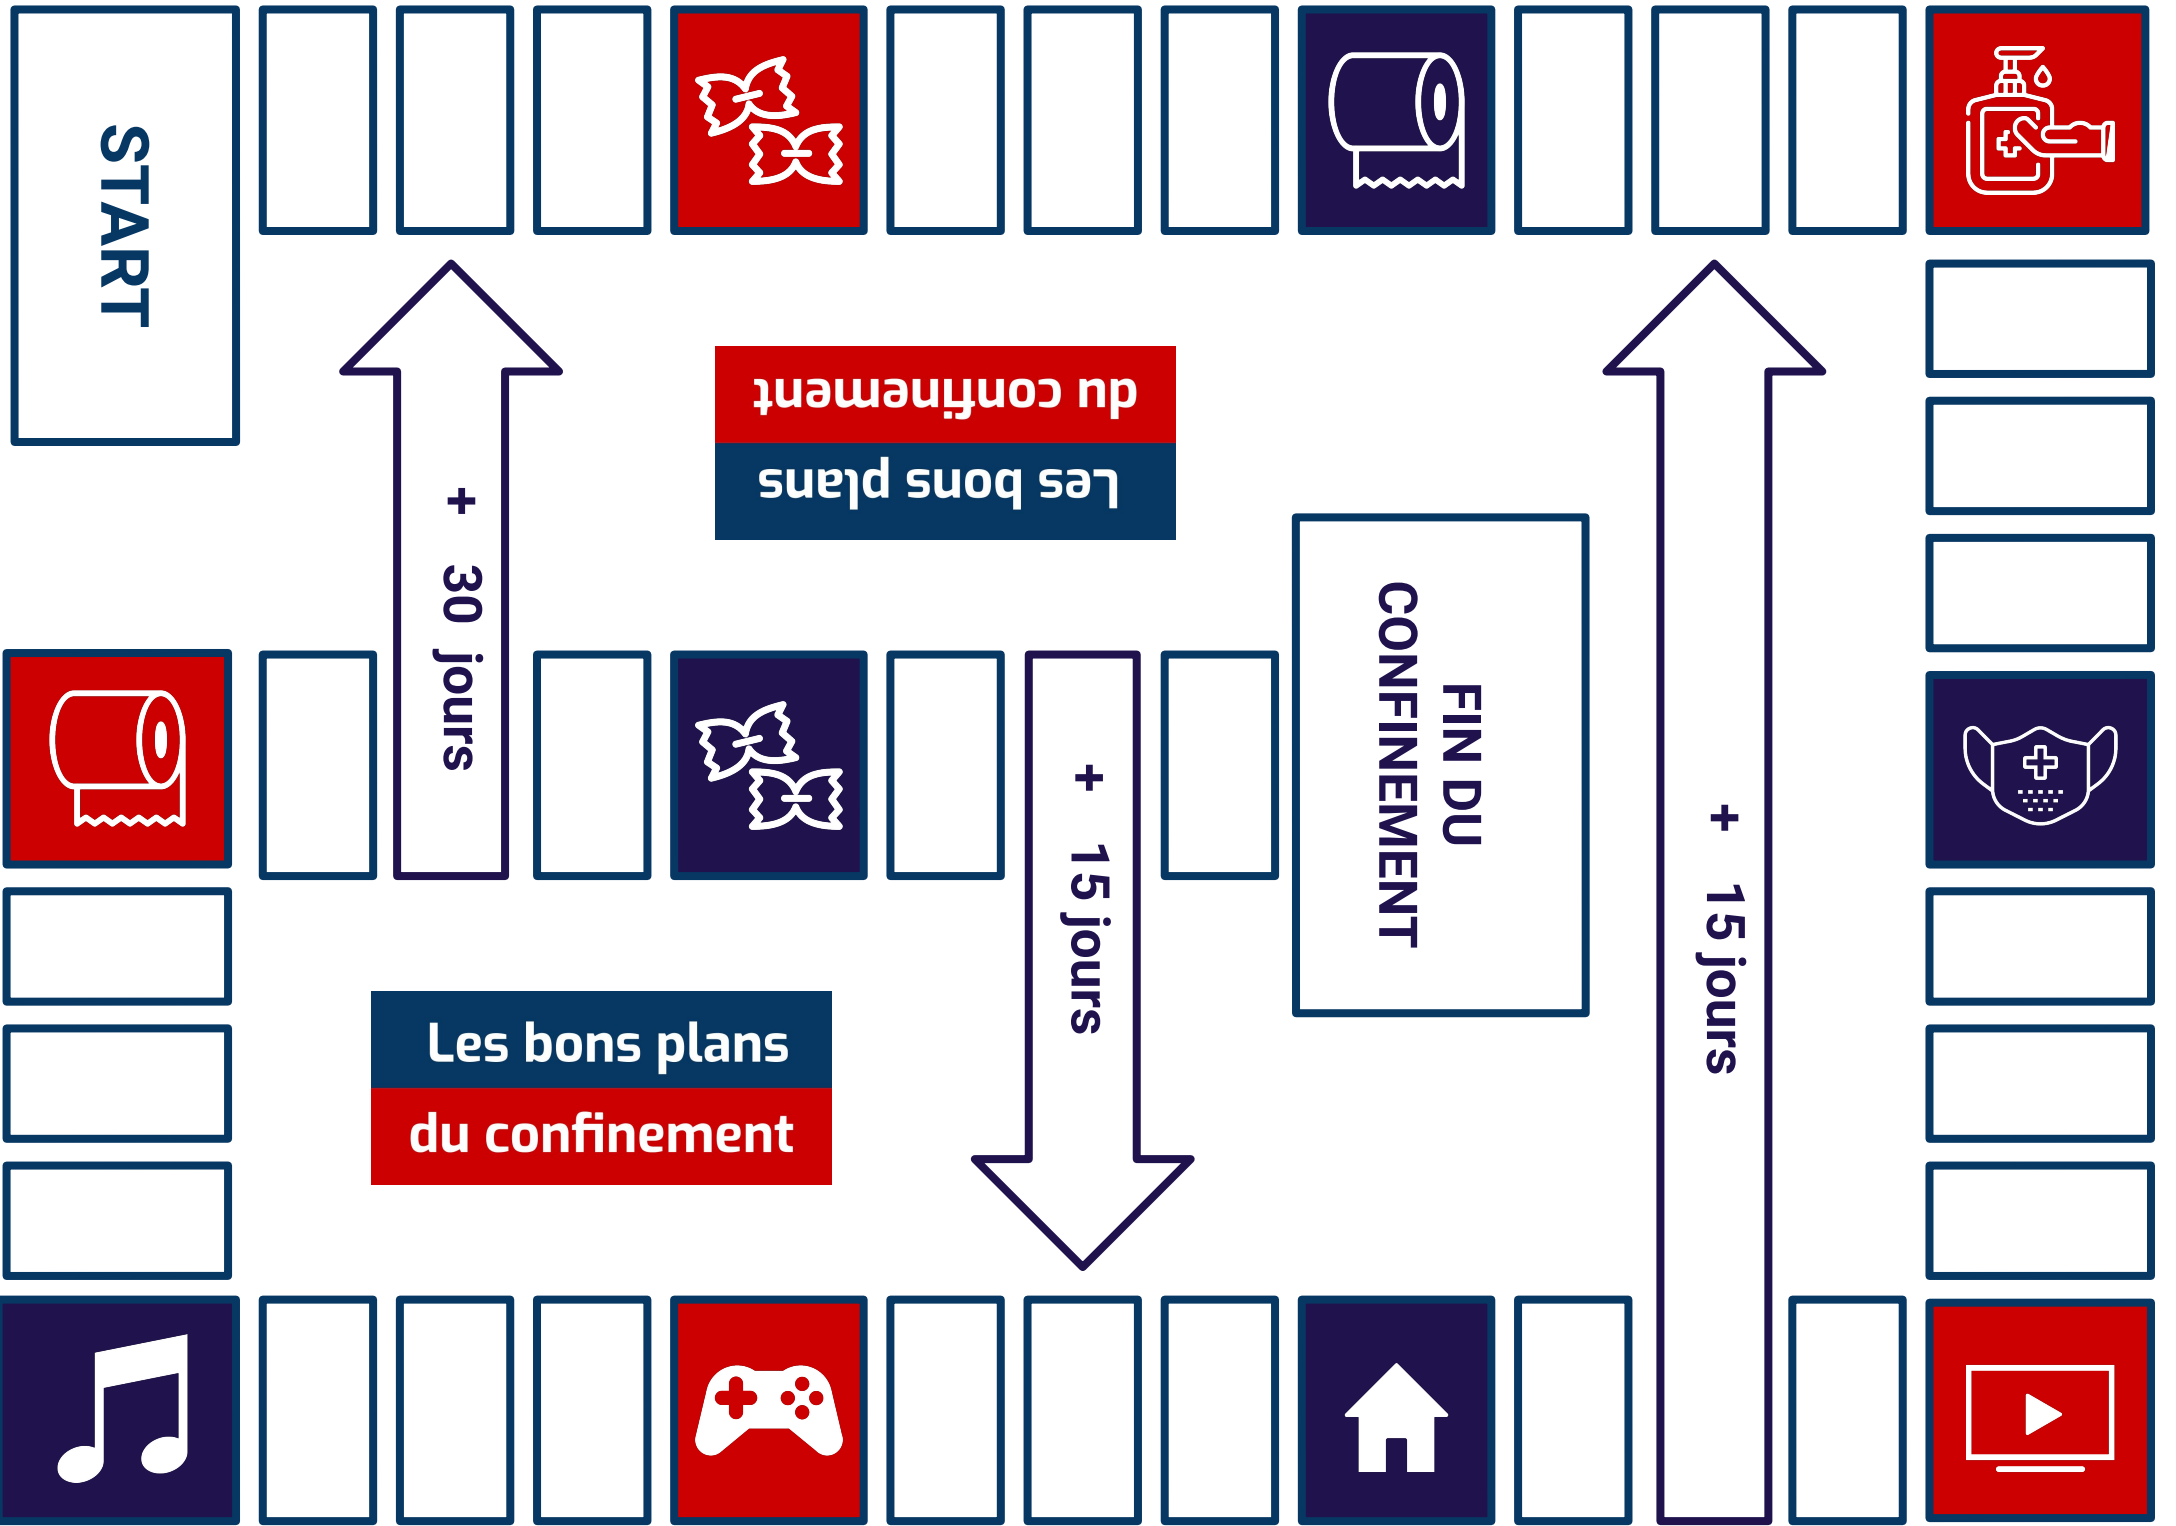 START
du confinement
Les bons plans
+ 30 jours
FIN DU
CONFINEMENT
+ 15 jours
+ 15 jours
Les bons plans
du confinement